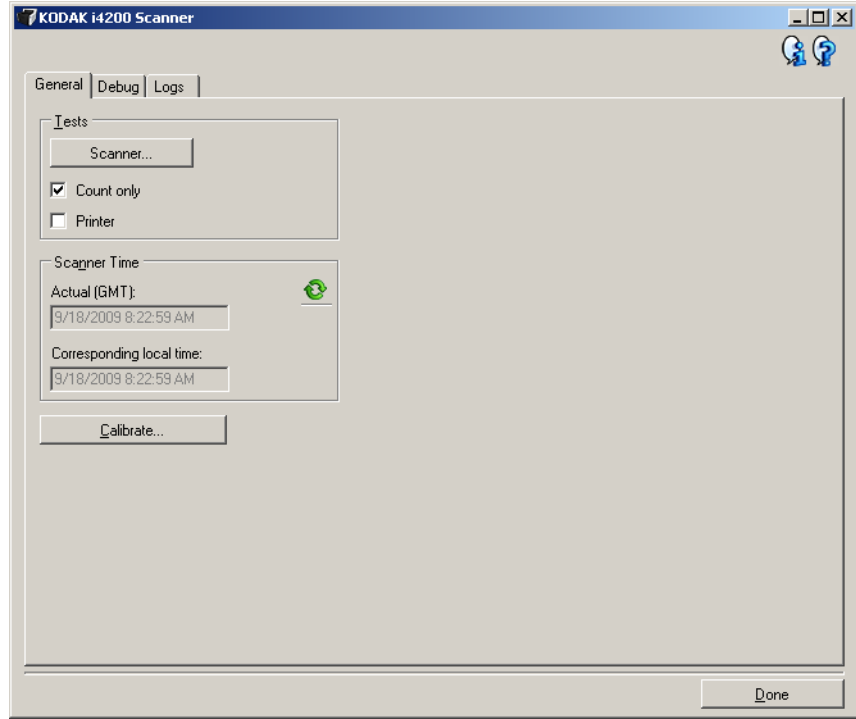 KODAK i4200 Scanner
General Debug Logs
Tests
Scanner...
Count only
Printer
Scanner Time
Actual (GMT):
9/18/2009 8:22:59 AM
Corresponding local time:
9/18/2009 8:22:59 AM
Calibrate...
Done